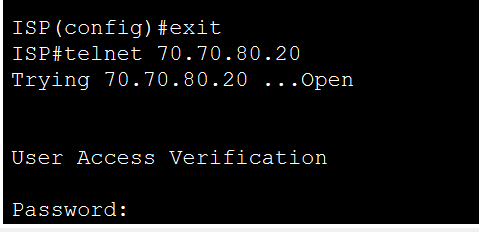 ISP(config)#exit
ISP#telnet 70.70.80.20
Trying 70.70.80.20 ...Open
User Access Verification
Password: